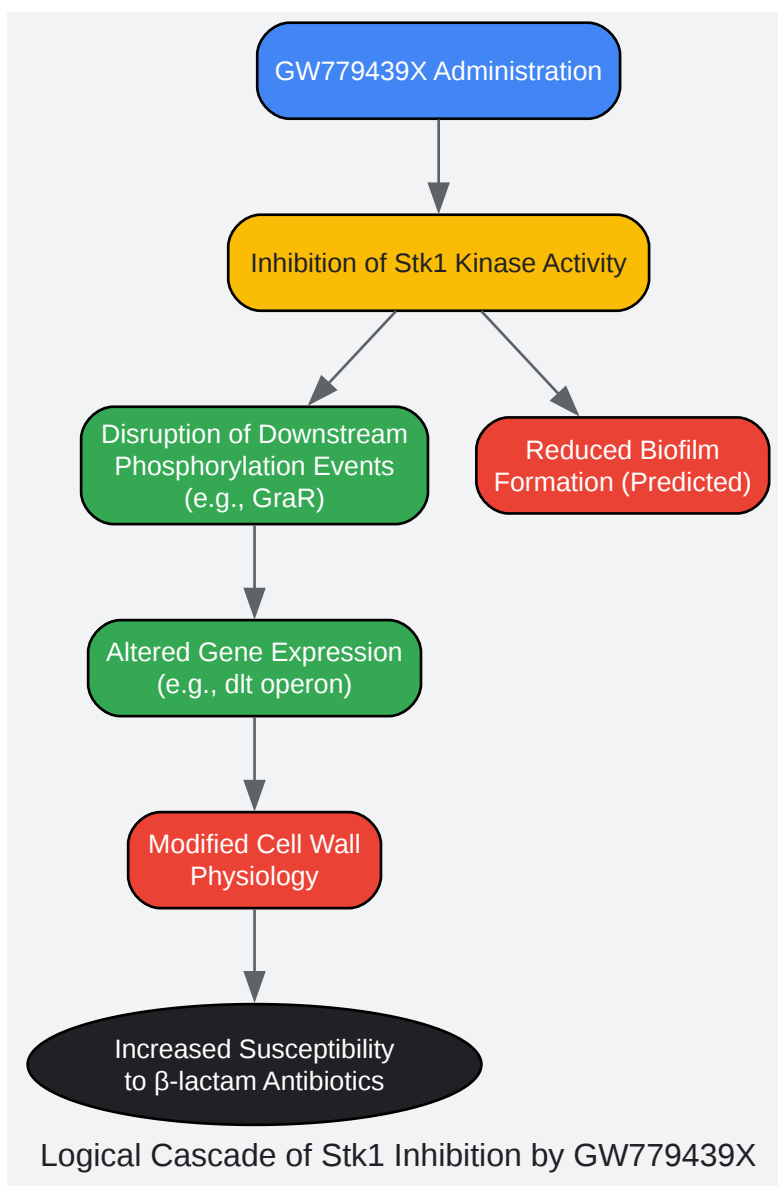 GW779439X Administration
Inhibition of Stk1 Kinase Activity
Disruption of Downstream
Phosphorylation Events
(e.g., GraR)
Reduced Biofilm
Formation (Predicted)
Altered Gene Expression
(e.g., dlt operon)
Modified Cell Wall
Physiology
Increased Susceptibility
to β-lactam Antibiotics
Logical Cascade of Stk1 Inhibition by GW779439X